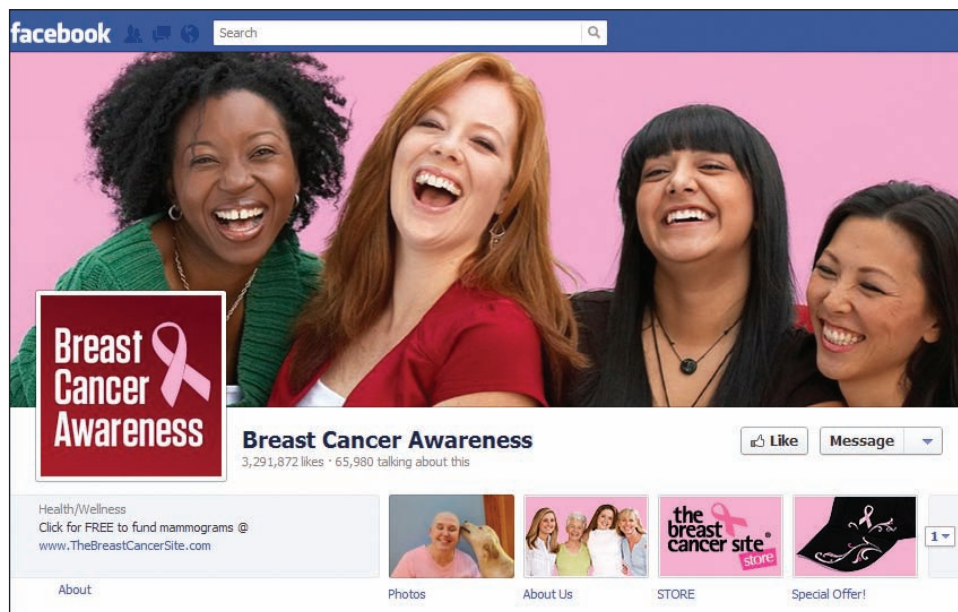 facebook
Search
Breast
Cancer
Awareness
Breast Cancer Awareness
Like
Message
3,291,872 likes · 65,980 talking about this
Health/Wellness
Click for FREE to fund mammograms @
www.TheBreastCancerSite.com
the
breast
cancer site®
store
1
About
Photos
About Us
STORE
Special Offer!